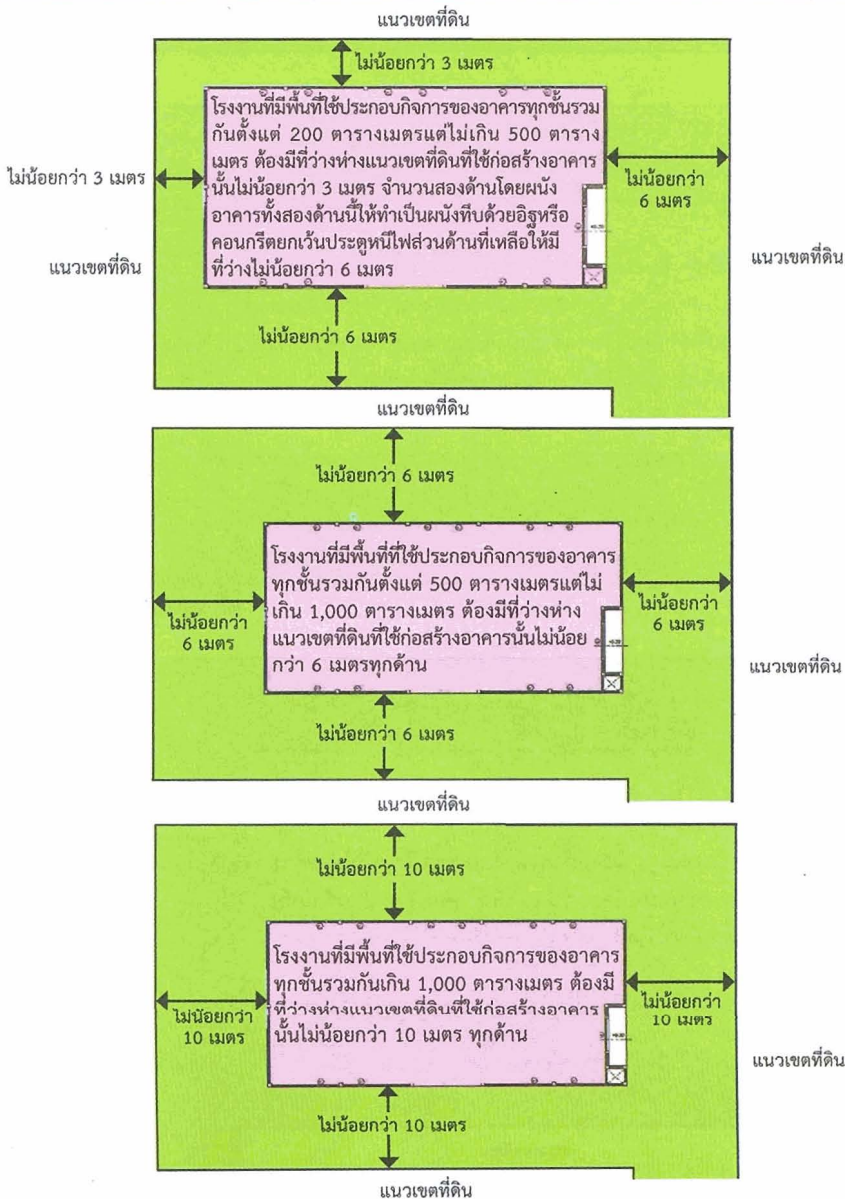 แนวเขตที่ดิน
ไม่น้อยกว่า 3 เมตร
โรงงานที่มีพื้นที่ใช้ประกอบกิจการของอาคารทุกชั้นรวม
กันตั้งแต่ 200 ตารางเมตรแต่ไม่เกิน 500 ตาราง
เมตร ต้องมีที่ว่างห่างแนวเขตที่ดินที่ใช้ก่อสร้างอาคาร
นั้นไม่น้อยกว่า 3 เมตร จำนวนสองด้านโดยผนัง
อาคารทั้งสองด้านนี้ให้ทำเป็นผนังทึบด้วยอิฐหรือ
คอนกรีตยกเว้นประตูหนีไฟส่วนด้านที่เหลือให้มี
ที่ว่างไม่น้อยกว่า 6 เมตร
ไม่น้อยกว่า 3 เมตร
ไม่น้อยกว่า
6 เมตร
แนวเขตที่ดิน
แนวเขตที่ดิน
ไม่น้อยกว่า 6 เมตร
แนวเขตที่ดิน
ไม่น้อยกว่า 6 เมตร
โรงงานที่มีพื้นที่ที่ใช้ประกอบกิจการของอาคาร
ทุกชั้นรวมกันตั้งแต่ 500 ตารางเมตรแต่ไม่
เกิน 1,000 ตารางเมตร ต้องมีที่ว่างห่าง
แนวเขตที่ดินที่ใช้ก่อสร้างอาคารนั้นไม่น้อย
กว่า 6 เมตรทุกด้าน
ไม่น้อยกว่า
6 เมตร
ไม่น้อยกว่า
6 เมตร
แนวเขตที่ดิน
ไม่น้อยกว่า 6 เมตร
แนวเขตที่ดิน
ไม่น้อยกว่า 10 เมตร
โรงงานที่มีพื้นที่ใช้ประกอบกิจการของอาคาร
ทุกชั้นรวมกันเกิน 1,000 ตารางเมตร ต้องมี
ที่ว่างห่างแนวเขตที่ดินที่ใช้ก่อสร้างอาคาร
นั้นไม่น้อยกว่า 10 เมตร ทุกด้าน
ไม่น้อยกว่า
10 เมตร
ไม่น้อยกว่า
10 เมตร
แนวเขตที่ดิน
ไม่น้อยกว่า 10 เมตร
แนวเขตที่ดิน